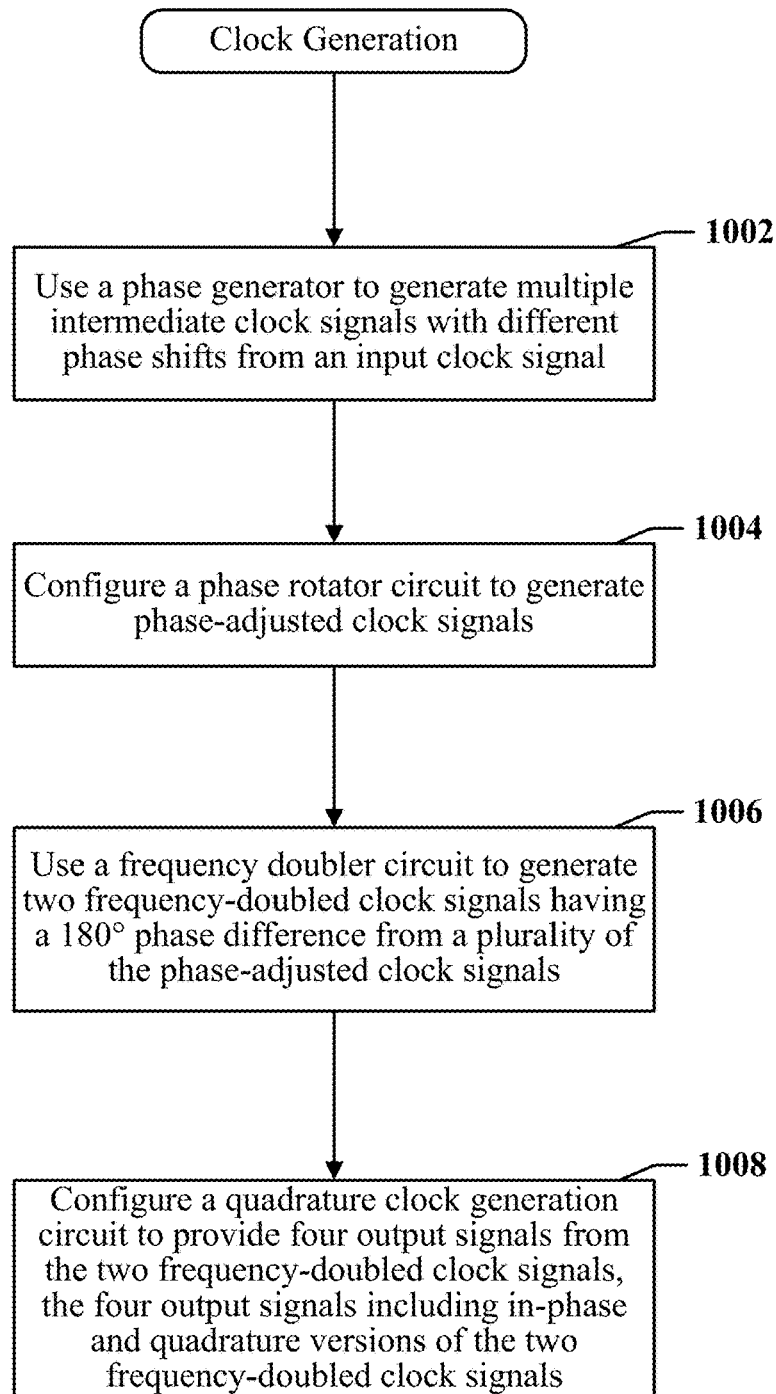 Clock Generation
1002
Use a phase generator to generate multiple
intermediate clock signals with different
phase shifts from an input clock signal
1004
Configure a phase rotator circuit to generate
phase-adjusted clock signals
1006
Use a frequency doubler circuit to generate
two frequency-doubled clock signals having
a 180° phase difference from a plurality of
the phase-adjusted clock signals
1008
Configure a quadrature clock generation
circuit to provide four output signals from
the two frequency-doubled clock signals,
the four output signals including in-phase
and quadrature versions of the two
frequency-doubled clock signals